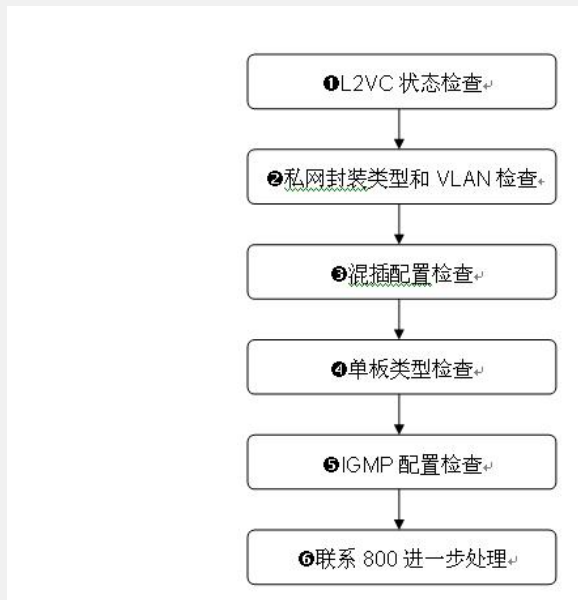 ❶L2VC 状态检查
❷私网封装类型和 VLAN 检查
❸混插配置检查
❹单板类型检查
❺IGMP 配置检查
❻联系 800 进一步处理